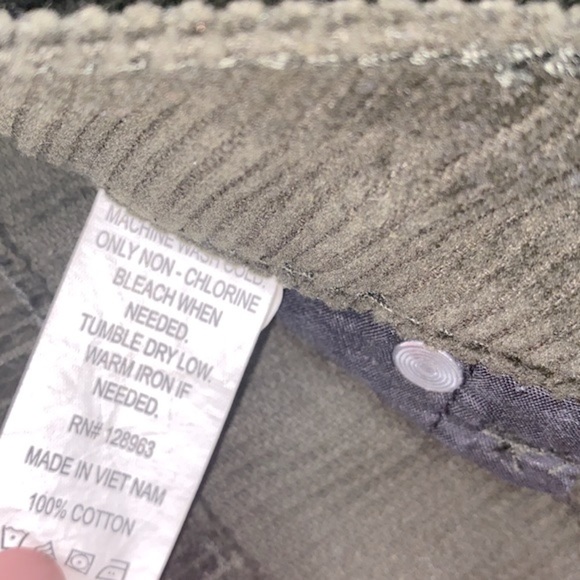 MACHINE WASH COLD.
ONLY NON - CHLORINE
BLEACH WHEN
NEEDED.
TUMBLE DRY LOW.
WARM IRON IF
NEEDED.
RN# 128963
MADE IN VIET NAM
100% COTTON